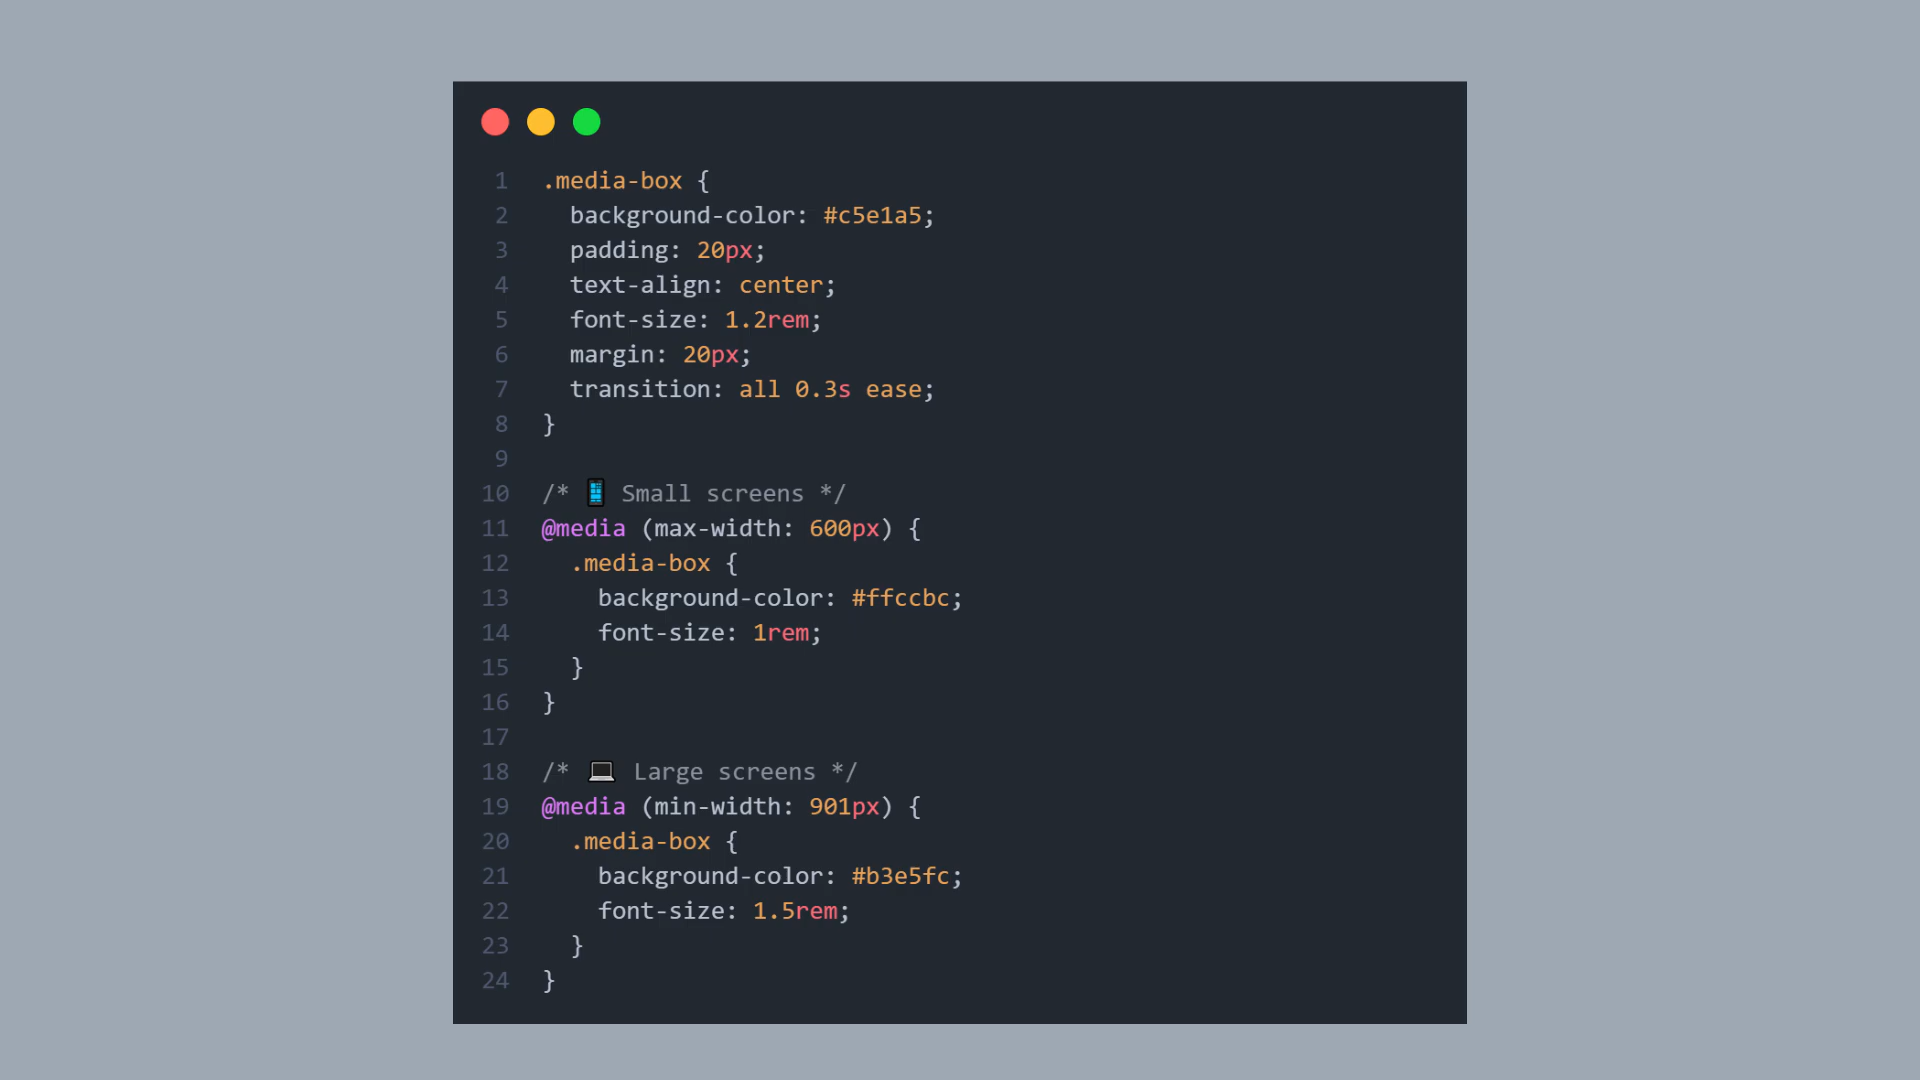 1 .media-box {
2 background-color: #c5e1a5;
3 padding: 20px;
4 text-align: center;
5 font-size: 1.2rem;
6 margin: 20px;
7 transition: all 0.3s ease;
8 }
9
10 /* 📱 Small screens */
11 @media (max-width: 600px) {
12 .media-box {
13 background-color: #ffccbc;
14 font-size: 1rem;
15 }
16 }
17
18 /* 💻 Large screens */
19 @media (min-width: 901px) {
20 .media-box {
21 background-color: #b3e5fc;
22 font-size: 1.5rem;
23 }
24 }